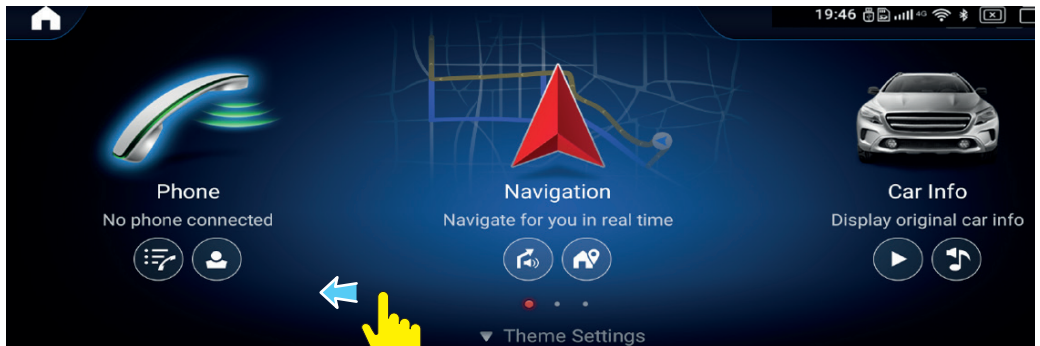 19:46 4G
Phone
No phone connected
Navigation
Navigate for you in real time
Car Info
Display original car info
Theme Settings